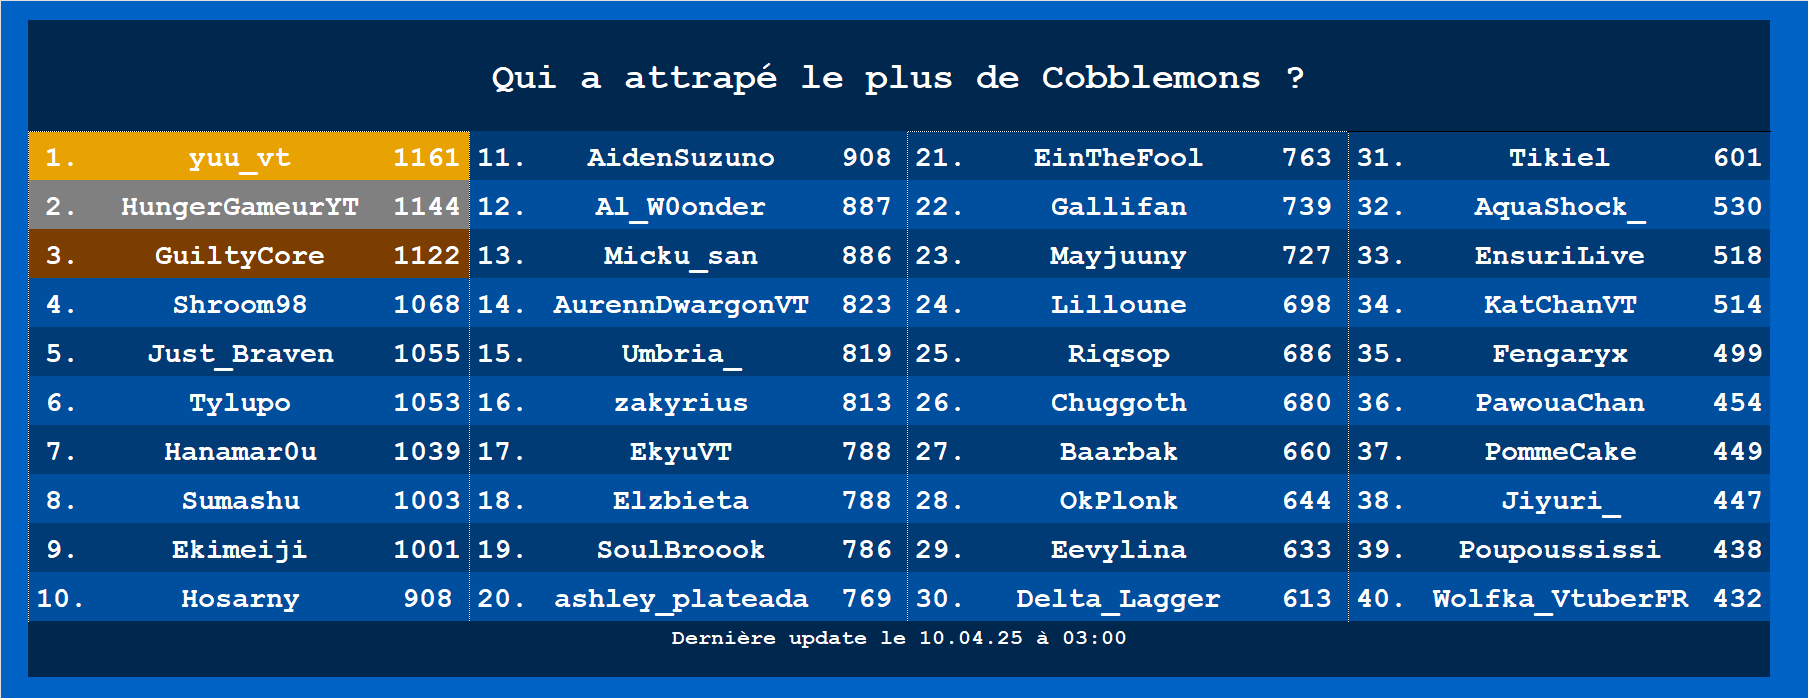 Qui a attrapé le plus de Cobblemons ?
1. yuu_vt 1161 11. AidenSuzuno 908 21. EinTheFool 763 31. Tikiel 601
2. HungerGameurYT 1144 12. Al_W0onder 887 22. Gallifan 739 32. AquaShock_ 530
3. GuiltyCore 1122 13. Micku_san 886 23. Mayjuuny 727 33. EnsuriLive 518
4. Shroom98 1068 14. AurennDwargonVT 823 24. Lilloune 698 34. KatChanVT 514
5. Just_Braven 1055 15. Umbria_ 819 25. Riqsop 686 35. Fengaryx 499
6. Tylupo 1053 16. zakyrius 813 26. Chuggoth 680 36. PawouaChan 454
7. Hanamar0u 1039 17. EkyuVT 788 27. Baarbak 660 37. PommeCake 449
8. Sumashu 1003 18. Elzbieta 788 28. OkPlonk 644 38. Jiyuri_ 447
9. Ekimeiji 1001 19. SoulBroook 786 29. Eevylina 633 39. Poupoussissi 438
10. Hosarny 908 20. ashley_plateada 769 30. Delta_Lagger 613 40. Wolfka_VtuberFR 432
Dernière update le 10.04.25 à 03:00